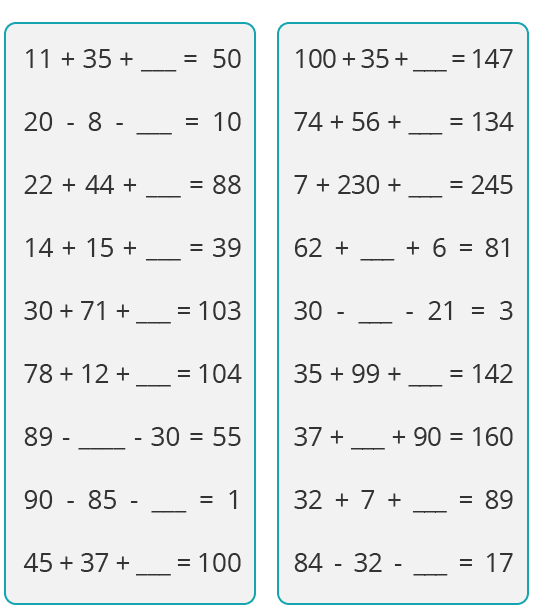 11 + 35 + ___ = 50
20 - 8 - ___ = 10
22 + 44 + ___ = 88
14 + 15 + ___ = 39
30 + 71 + ___ = 103
78 + 12 + ___ = 104
89 - ____ - 30 = 55
90 - 85 - ___ = 1
45 + 37 + ___ = 100
100 + 35 + ___ = 147
74 + 56 + ___ = 134
7 + 230 + ___ = 245
62 + ___ + 6 = 81
30 - ___ - 21 = 3
35 + 99 + ___ = 142
37 + ___ + 90 = 160
32 + 7 + ___ = 89
84 - 32 - ___ = 17